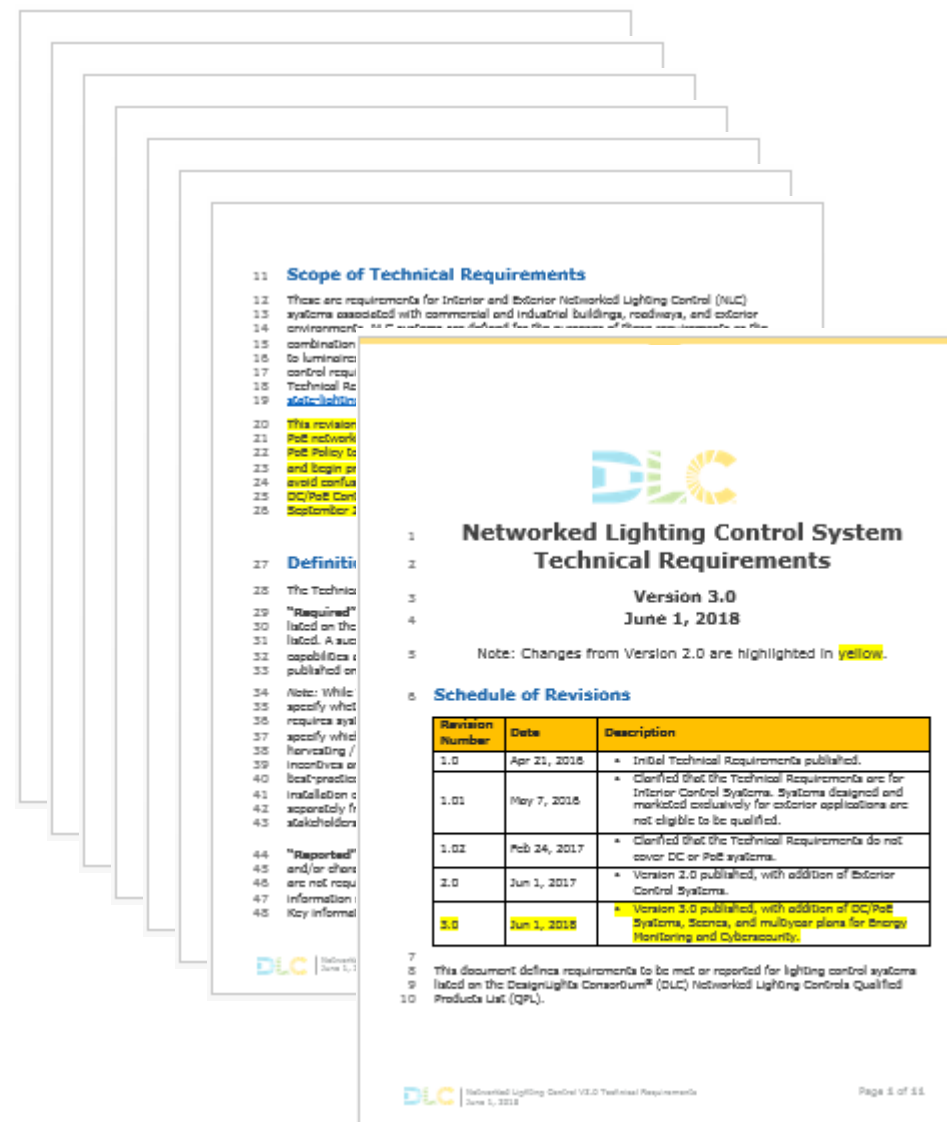 11 Scope of Technical Requirements
12 These are requirements for Interior and Exterior Networked Lighting Control (NLC)
13 systems associated with commercial and industrial buildings, roadways, and exterior
14 environments. NLC systems are defined for the purposes of these requirements as the
15 combination
16 to luminaire
17 control requi
18 Technical Re
19 state-lighting
20 This revision
21 PoE network
22 PoE Policy to
23 and begin pr
24 avoid confus
25 DC/PoE Cont
26 September
27 Definiti
28 The Technic
29 "Required"
30 listed on the
31 listed. A suc
32 capabilities
33 published on
34 Note: While
35 specify whet
36 requires syst
37 specify which
38 harvesting /
39 incentives ar
40 best-practice
41 installation
42 separately fr
43 stakeholders
44 "Reported"
45 and/or chara
46 are not requ
47 information
48 Key informat
DLC
June 1,
DLC
1 Networked Lighting Control System
2 Technical Requirements
3 Version 3.0
4 June 1, 2018
5 Note: Changes from Version 2.0 are highlighted in yellow.
6 Schedule of Revisions
Revision Number Date Description
1.0 Apr 21, 2016 • Initial Technical Requirements published.
1.01 May 7, 2016 • Clarified that the Technical Requirements are for
Interior Control Systems. Systems designed and
marketed exclusively for exterior applications are
not eligible to be qualified.
1.02 Feb 24, 2017 • Clarified that the Technical Requirements do not
cover DC or PoE systems.
2.0 Jun 1, 2017 • Version 2.0 published, with addition of Exterior
Control Systems.
3.0 Jun 1, 2018 • Version 3.0 published, with addition of DC/PoE
Systems, Scenes, and multiyear plans for Energy
Monitoring and Cybersecurity.
7
8 This document defines requirements to be met or reported for lighting control systems
9 listed on the DesignLights Consortium® (DLC) Networked Lighting Controls Qualified
10 Products List (QPL).
DLC Networked Lighting Control V3.0 Technical Requirements
June 1, 2018
Page 1 of 11